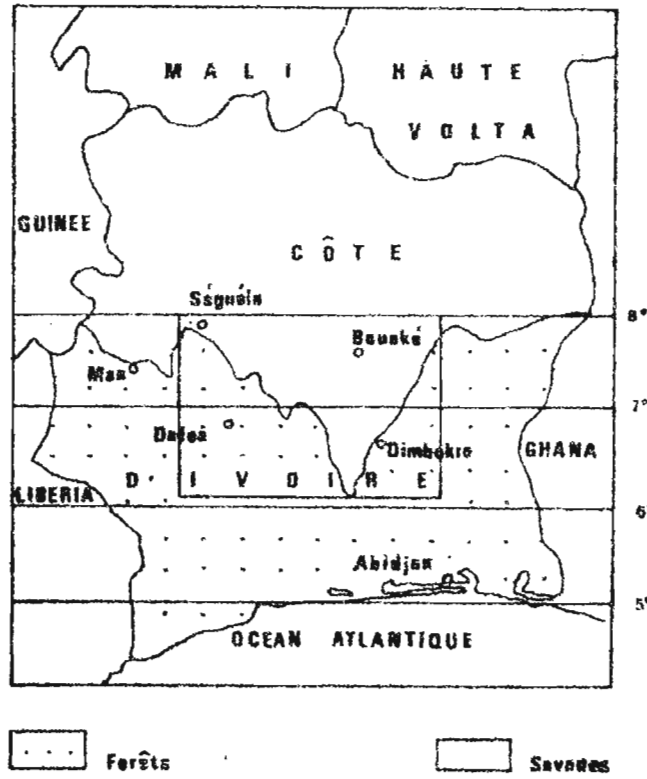 MALI HAUTE
VOLTA
GUINEE
CÔTE
Séguéla
8°
Bouaké
Man
7°
Daloa
Dimbokro
GHANA
LIBERIA D'IVOIRE
6°
Abidjan
5°
OCEAN ATLANTIQUE
Forêts Savanes